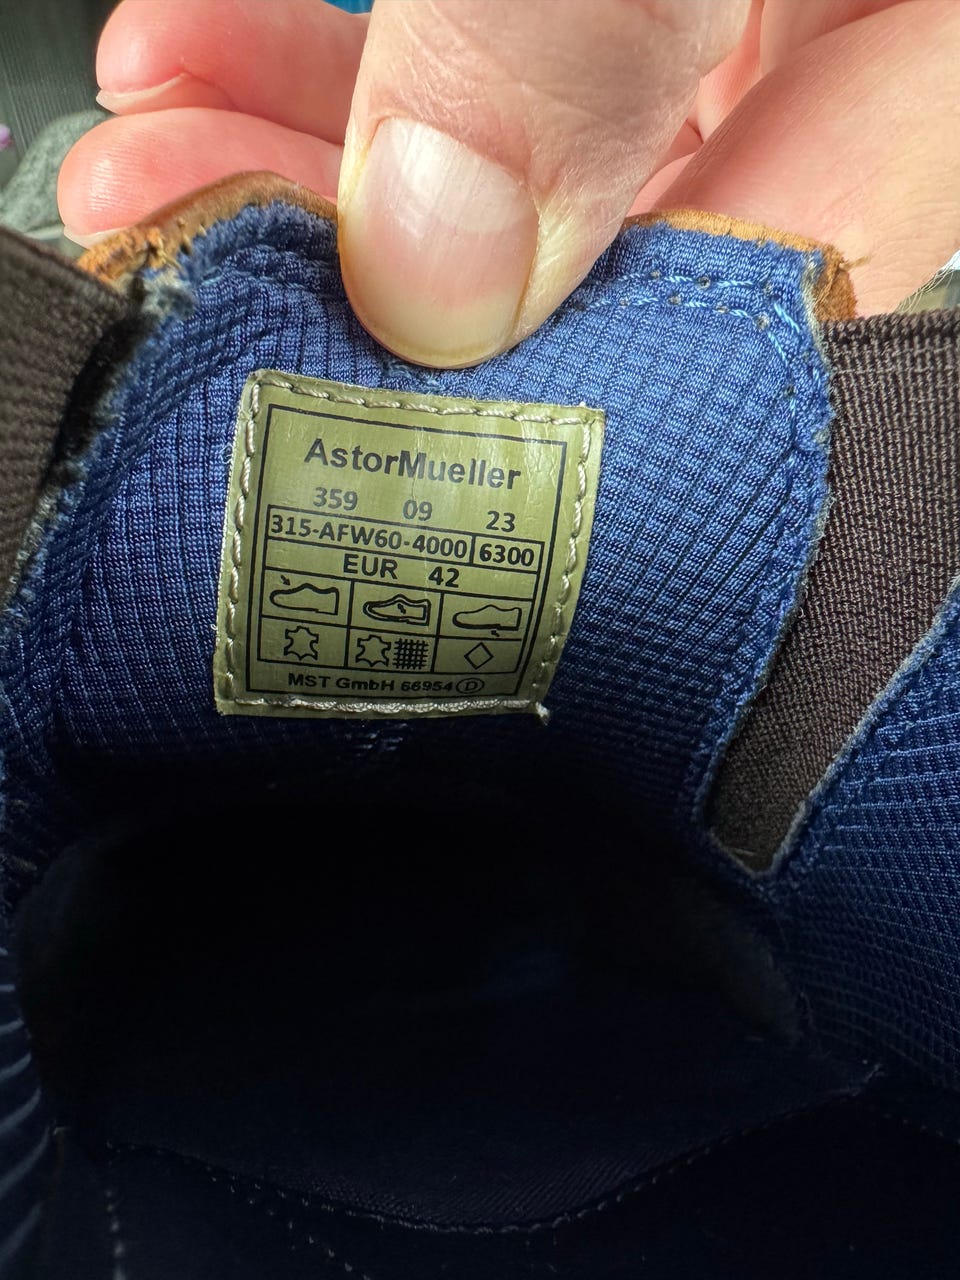 AstorMueller
359 09 23
315-AFW60-4000 6300
EUR 42
MST GmbH 66954 D